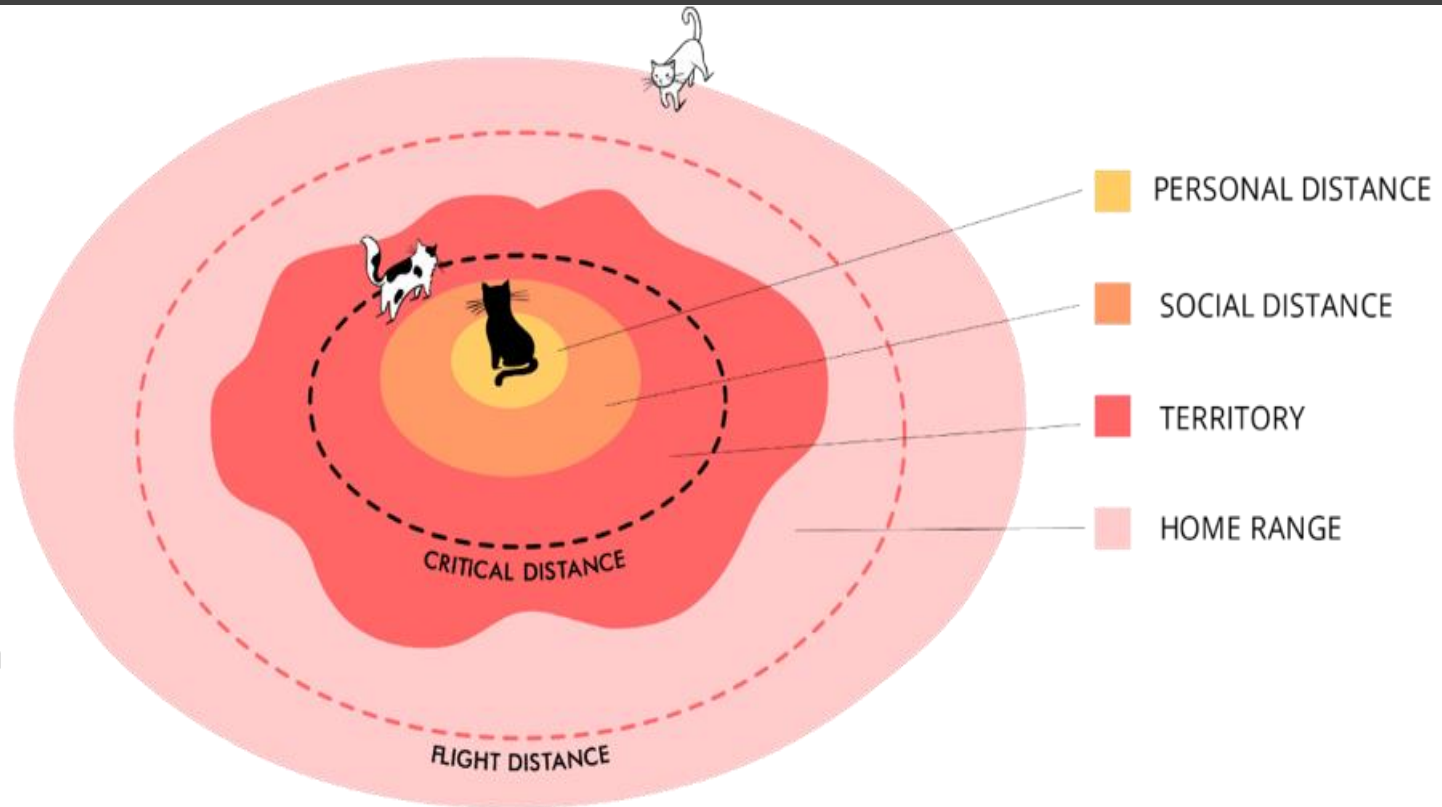 PERSONAL DISTANCE
SOCIAL DISTANCE
TERRITORY
HOME RANGE
CRITICAL DISTANCE
FLIGHT DISTANCE